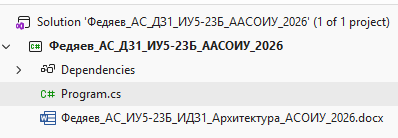 Solution 'Федяев_АС_ДЗ1_ИУ5-23Б_ААСОИУ_2026' (1 of 1 project)
Федяев_АС_ДЗ1_ИУ5-23Б_ААСОИУ_2026
Dependencies
Program.cs
Федяев_АС_ИУ5-23Б_ИДЗ1_Архитектура_АСОИУ_2026.docx